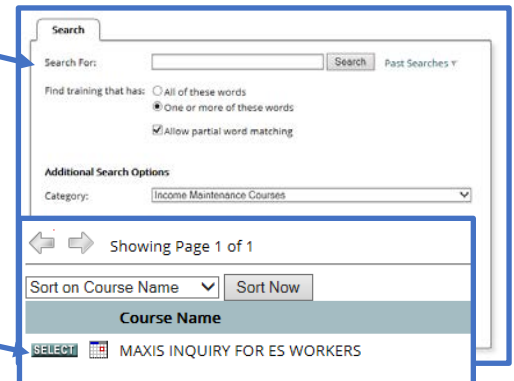 Search
Search For: Search Past Searches
Find training that has: All of these words
One or more of these words
Allow partial word matching
Additional Search Options
Category: Income Maintenance Courses
Showing Page 1 of 1
Sort on Course Name Sort Now
Course Name
SELECT MAXIS INQUIRY FOR ES WORKERS